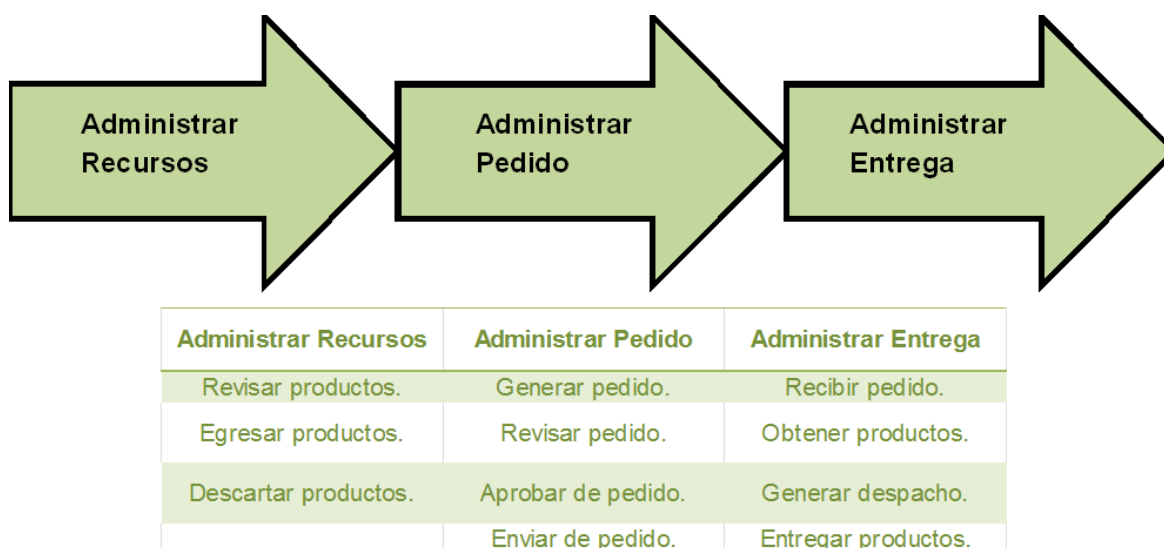 Administrar
Recursos
Administrar
Pedido
Administrar
Entrega
Administrar Recursos Administrar Pedido Administrar Entrega
Revisar productos. Generar pedido. Recibir pedido.
Egresar productos. Revisar pedido. Obtener productos.
Descartar productos. Aprobar de pedido. Generar despacho.
Enviar de pedido. Entregar productos.